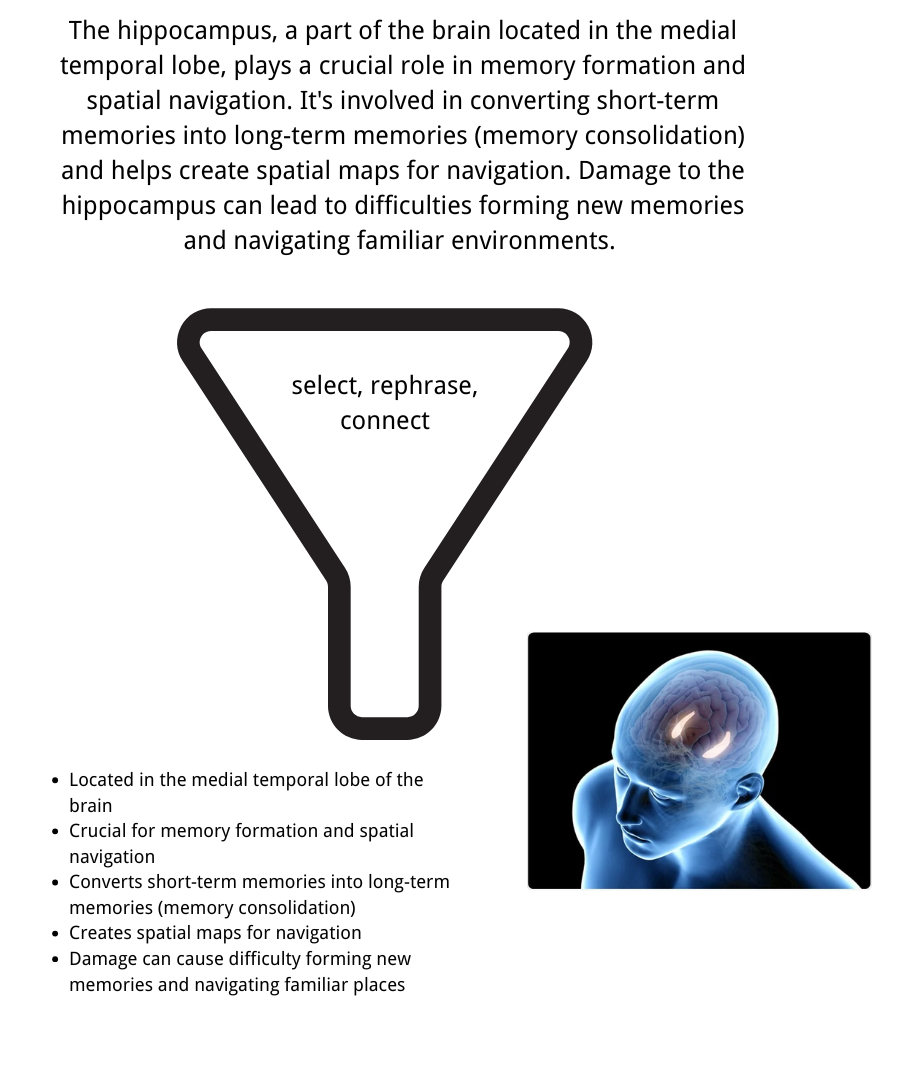 The hippocampus, a part of the brain located in the medial
temporal lobe, plays a crucial role in memory formation and
spatial navigation. It's involved in converting short-term
memories into long-term memories (memory consolidation)
and helps create spatial maps for navigation. Damage to the
hippocampus can lead to difficulties forming new memories
and navigating familiar environments.
select, rephrase,
connect
• Located in the medial temporal lobe of the
brain
• Crucial for memory formation and spatial
navigation
• Converts short-term memories into long-term
memories (memory consolidation)
• Creates spatial maps for navigation
• Damage can cause difficulty forming new
memories and navigating familiar places